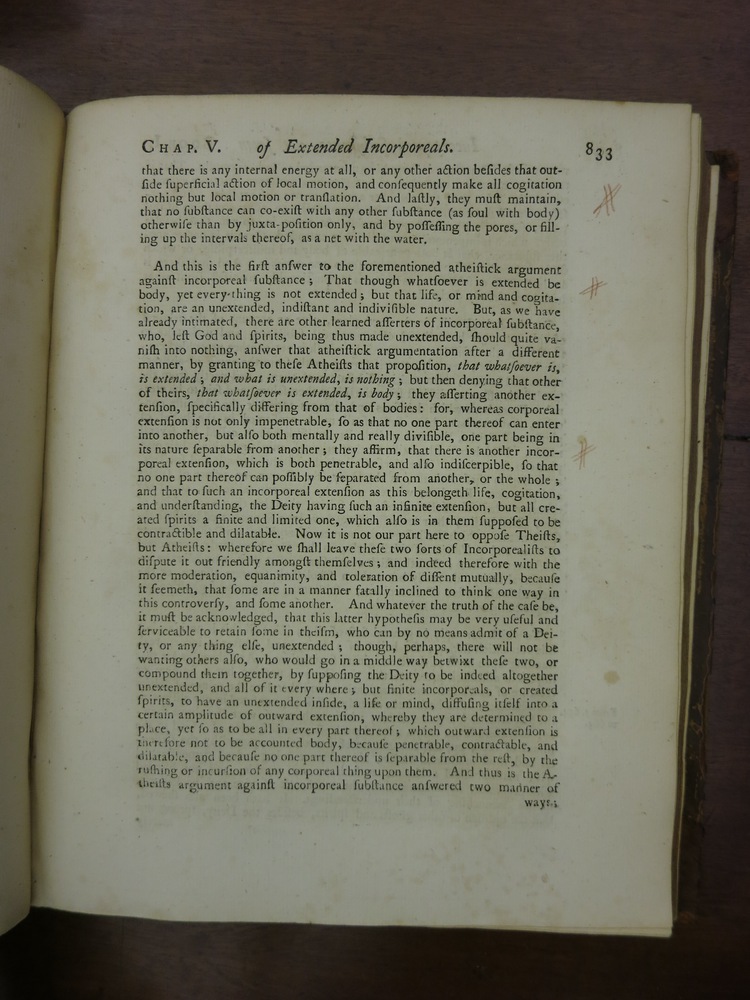 CHAP. V. of Extended Incorporeals. 833
that there is any internal energy at all, or any other action beſides that out-
ſide ſuperficial action of local motion, and conſequently make all cogitation
nothing but local motion or tranſlation. And laſtly, they muſt maintain,
that no ſubſtance can co-exiſt with any other ſubſtance (as ſoul with body)
otherwiſe than by juxta-poſition only, and by poſſeſſing the pores, or fill-
ing up the intervals thereof, as a net with the water.
And this is the firſt anſwer to the forementioned atheiſtick argument
againſt incorporeal ſubſtance; That though whatſoever is extended be
body, yet every-thing is not extended; but that life, or mind and cogita-
tion, are an unextended, indiſtant and indiviſible nature. But, as we have
already intimated, there are other learned aſſerters of incorporeal ſubſtance,
who, leſt God and ſpirits, being thus made unextended, ſhould quite va-
niſh into nothing, anſwer that atheiſtick argumentation after a different
manner, by granting to theſe Atheiſts that propoſition, that whatſoever is,
is extended; and what is unextended, is nothing; but then denying that other
of theirs, that whatſoever is extended, is body; they aſſerting another ex-
tenſion, ſpecifically differing from that of bodies: for, whereas corporeal
extenſion is not only impenetrable, ſo as that no one part thereof can enter
into another, but alſo both mentally and really diviſible, one part being in
its nature ſeparable from another; they affirm, that there is another incor-
poreal extenſion, which is both penetrable, and alſo indiſcerpible, ſo that
no one part thereof can poſſibly be ſeparated from another, or the whole;
and that to ſuch an incorporeal extenſion as this belongeth life, cogitation,
and underſtanding, the Deity having ſuch an infinite extenſion, but all cre-
ated ſpirits a finite and limited one, which alſo is in them ſuppoſed to be
contractible and dilatable. Now it is not our part here to oppoſe Theiſts,
but Atheiſts: wherefore we ſhall leave theſe two ſorts of Incorporealiſts to
diſpute it out friendly amongſt themſelves; and indeed therefore with the
more moderation, equanimity, and toleration of diſſent mutually, becauſe
it ſeemeth, that ſome are in a manner fatally inclined to think one way in
this controverſy, and ſome another. And whatever the truth of the caſe be,
it muſt be acknowledged, that this latter hypotheſis may be very uſeful and
ſerviceable to retain ſome in theiſm, who can by no means admit of a Dei-
ty, or any thing elſe, unextended; though, perhaps, there will not be
wanting others alſo, who would go in a middle way betwixt theſe two, or
compound them together, by ſuppoſing the Deity to be indeed altogether
unextended, and all of it every where; but finite incorporeals, or created
ſpirits, to have an unextended inſide, a life or mind, diffuſing itſelf into a
certain amplitude of outward extenſion, whereby they are determined to a
place, yet ſo as to be all in every part thereof; which outward extenſion is
therefore not to be accounted body, becauſe penetrable, contractable, and
dilatable, and becauſe no one part thereof is ſeparable from the reſt, by the
ruſhing or incurſion of any corporeal thing upon them. And thus is the A-
theiſts argument againſt incorporeal ſubſtance anſwered two manner of
ways;